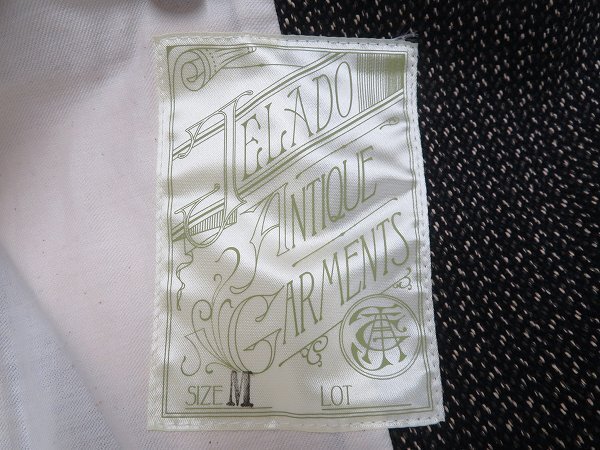 JELADO
ANTIQUE
GARMENTS
SIZE M LOT